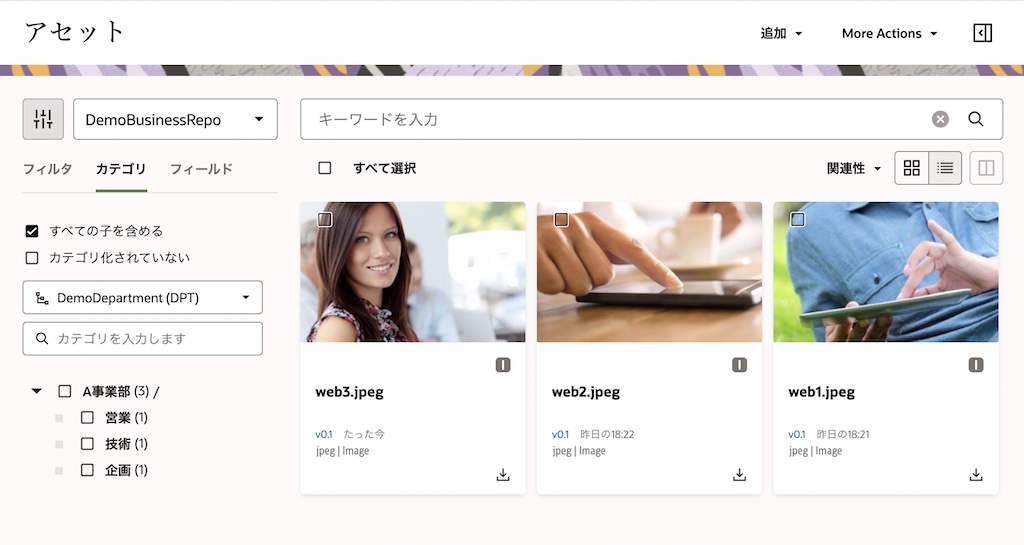 アセット
追加
More Actions
DemoBusinessRepo
キーワードを入力
フィルタ カテゴリ フィールド
すべて選択
関連性
すべての子を含める
カテゴリ化されていない
DemoDepartment (DPT)
カテゴリを入力します
A事業部 (3) /
営業 (1)
技術 (1)
企画 (1)
web3.jpeg
v0.1 たった今
jpeg | Image
web2.jpeg
v0.1 昨日の18:22
jpeg | Image
web1.jpeg
v0.1 昨日の18:21
jpeg | Image